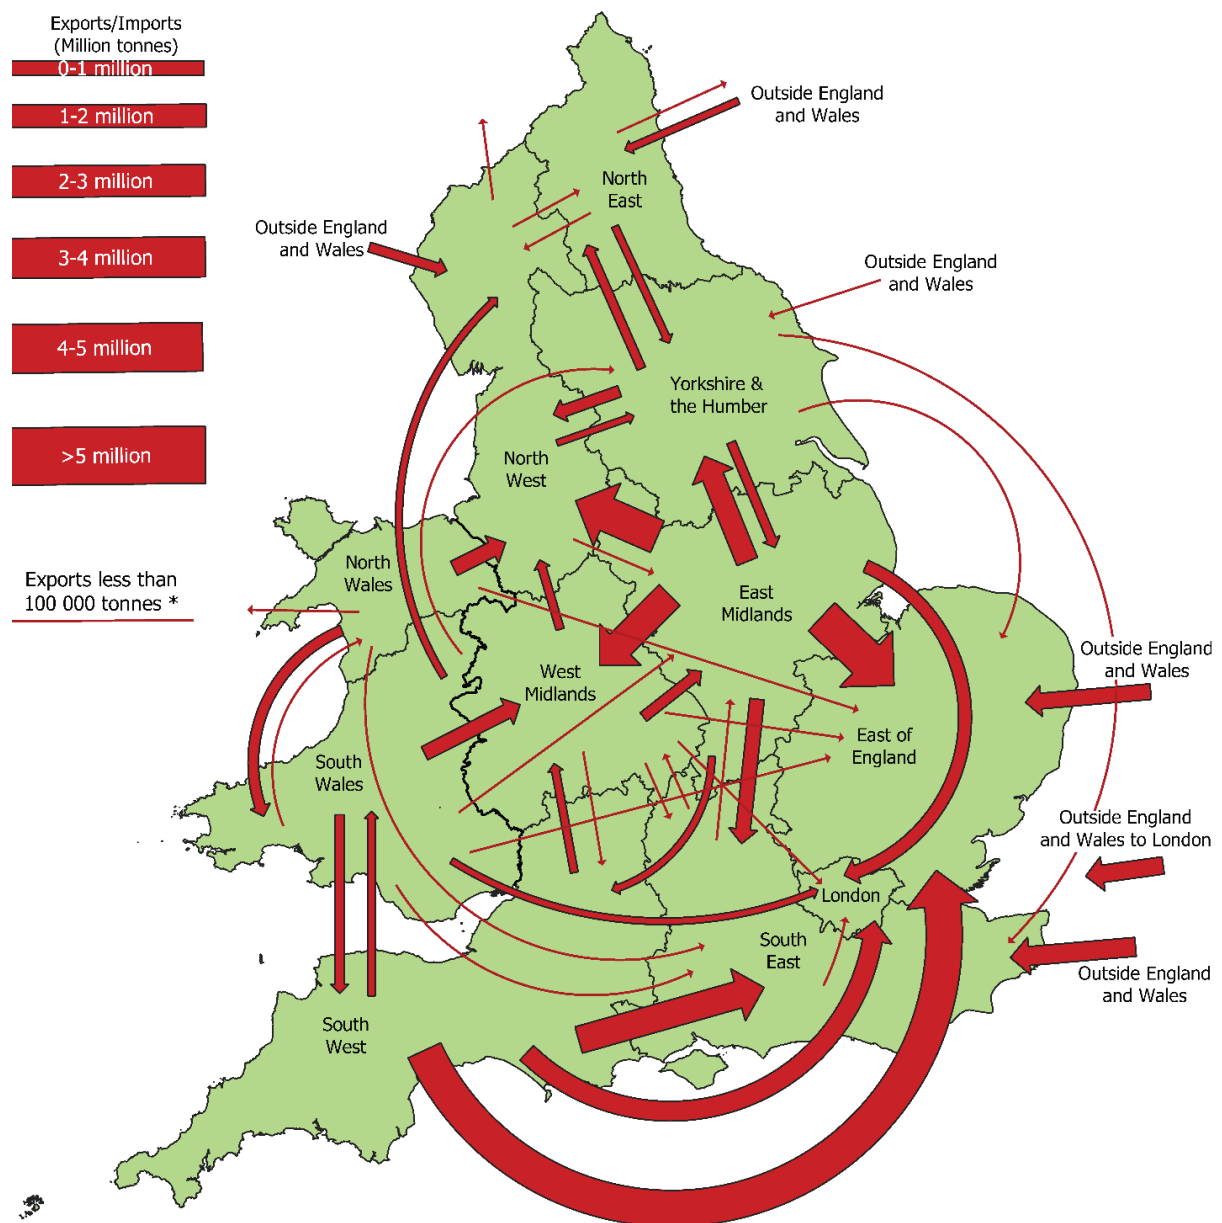 Exports/Imports
(Million tonnes)
0-1 million
1-2 million
2-3 million
3-4 million
4-5 million
>5 million
Exports less than
100 000 tonnes *
Outside England
and Wales
North
East
Outside England
and Wales
Outside England
and Wales
Yorkshire &
the Humber
North
West
North
Wales
East
Midlands
West
Midlands
Outside England
and Wales
East of
England
South
Wales
Outside England
and Wales to London
London
South
East
Outside England
and Wales
South
West